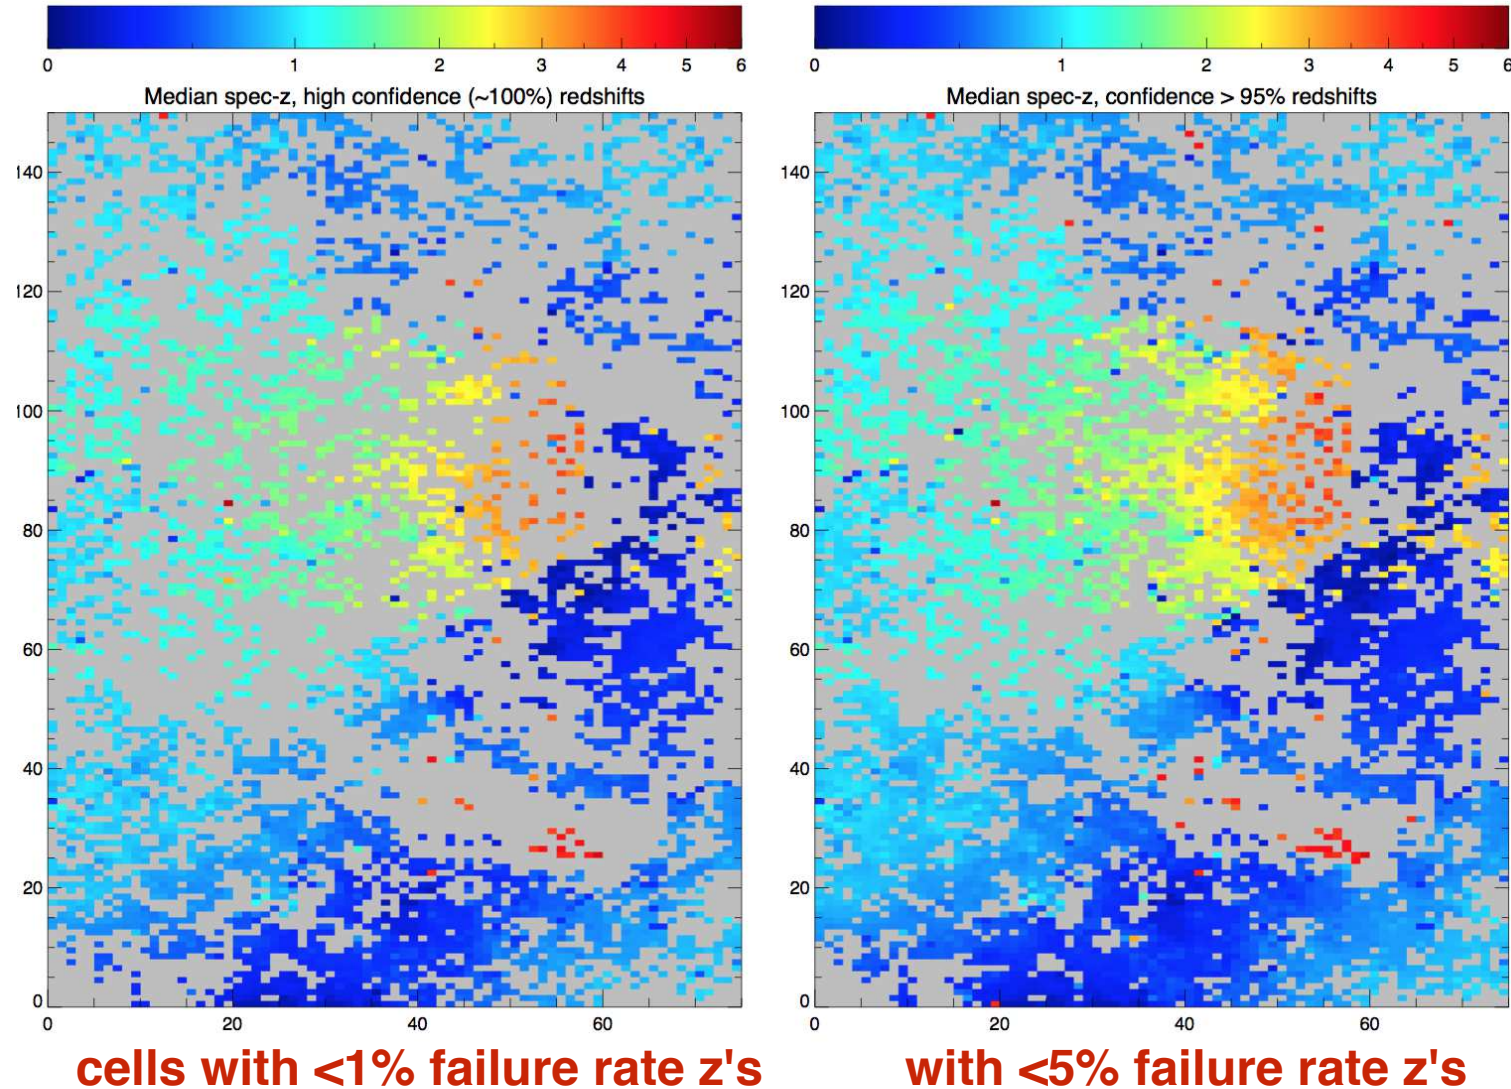 0 1 2 3 4 5 6
Median spec-z, high confidence (~100%) redshifts
140
120
100
80
60
40
20
0
0 20 40 60
cells with <1% failure rate z's
0 1 2 3 4 5 6
Median spec-z, confidence > 95% redshifts
140
120
100
80
60
40
20
0
0 20 40 60
with <5% failure rate z's